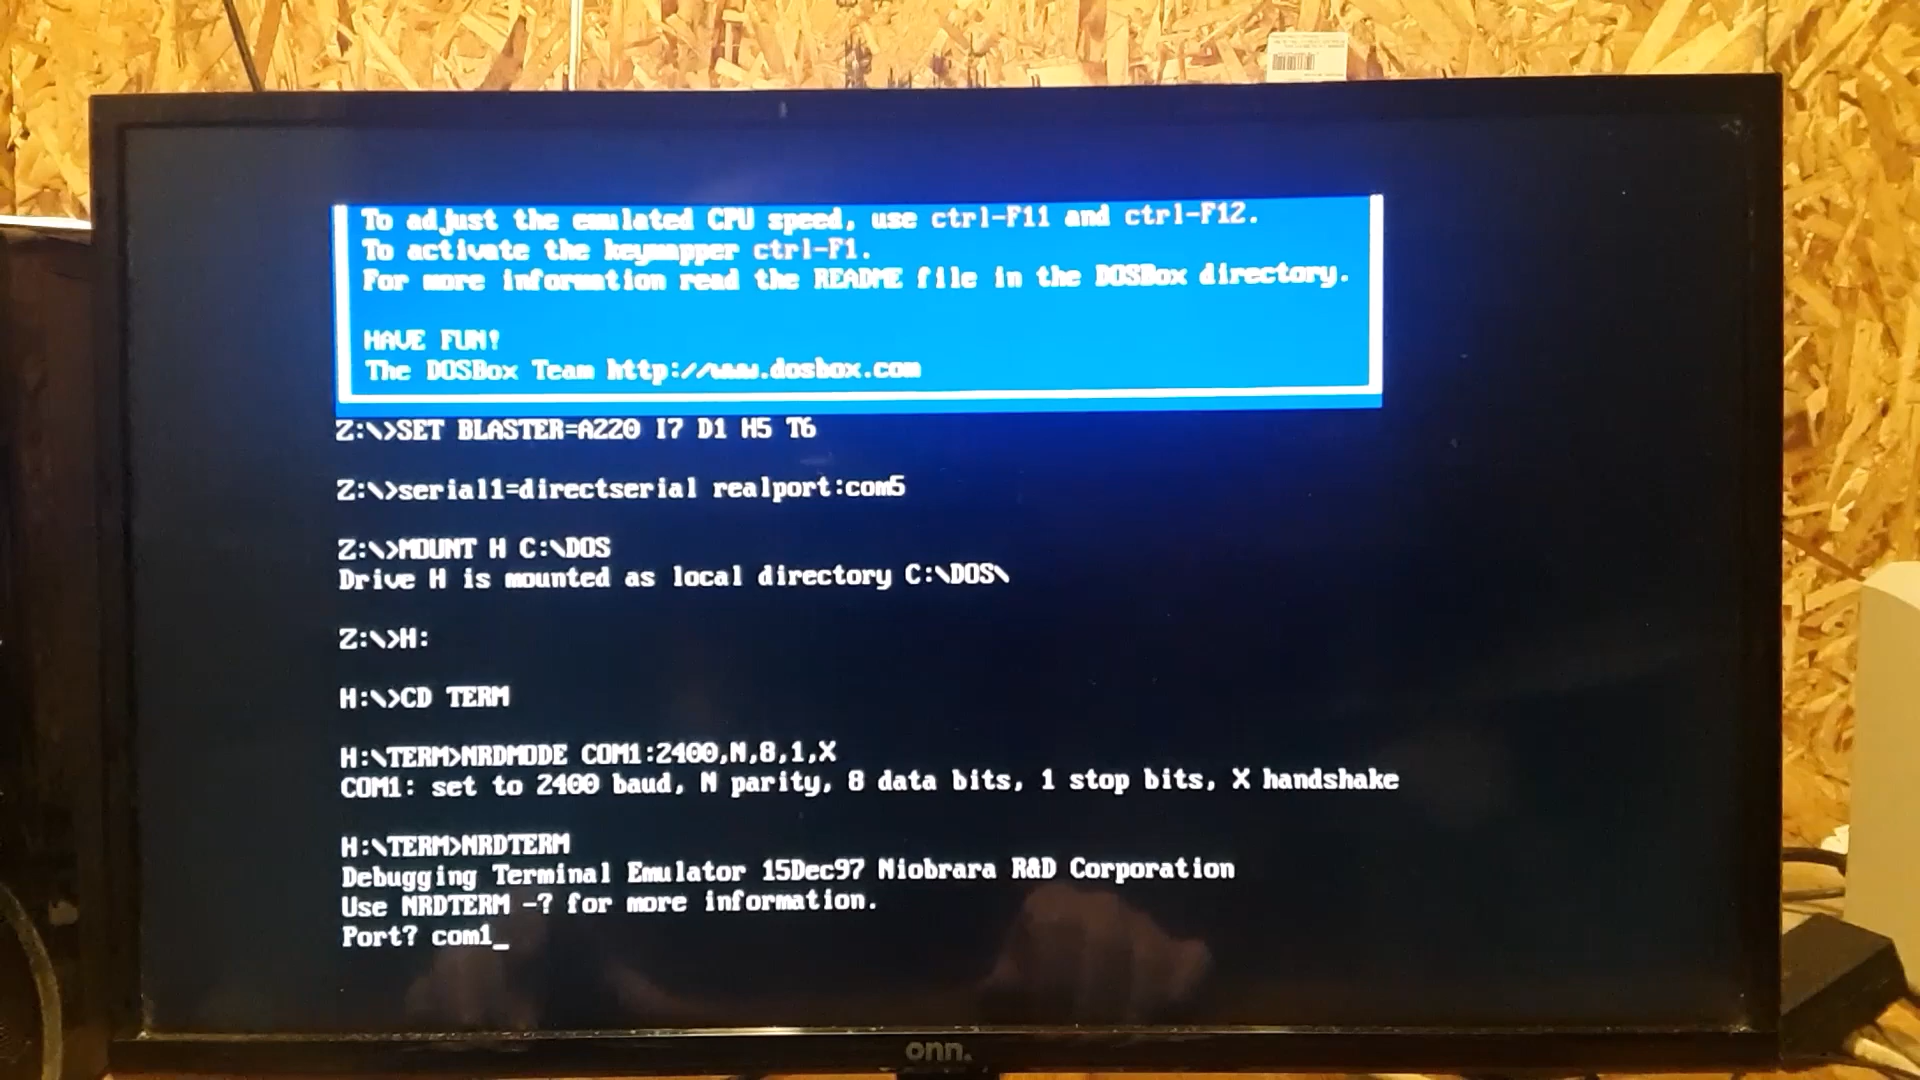 To adjust the emulated CPU speed, use ctrl-F11 and ctrl-F12.
To activate the keymapper ctrl-F1.
For more information read the README file in the DOSBox directory.
HAVE FUN!
The DOSBox Team http://www.dosbox.com
Z:\>SET BLASTER=A220 I7 D1 H5 T6
Z:\>serial1=directserial realport:com5
Z:\>MOUNT H C:\DOS
Drive H is mounted as local directory C:\DOS\
Z:\>H:
H:\>CD TERM
H:\TERM>NRDMODE COM1:2400,N,8,1,X
COM1: set to 2400 baud, N parity, 8 data bits, 1 stop bits, X handshake
H:\TERM>NRDTERM
Debugging Terminal Emulator 15Dec97 Niobrara R&D Corporation
Use NRDTERM -? for more information.
Port? com1_
onn.